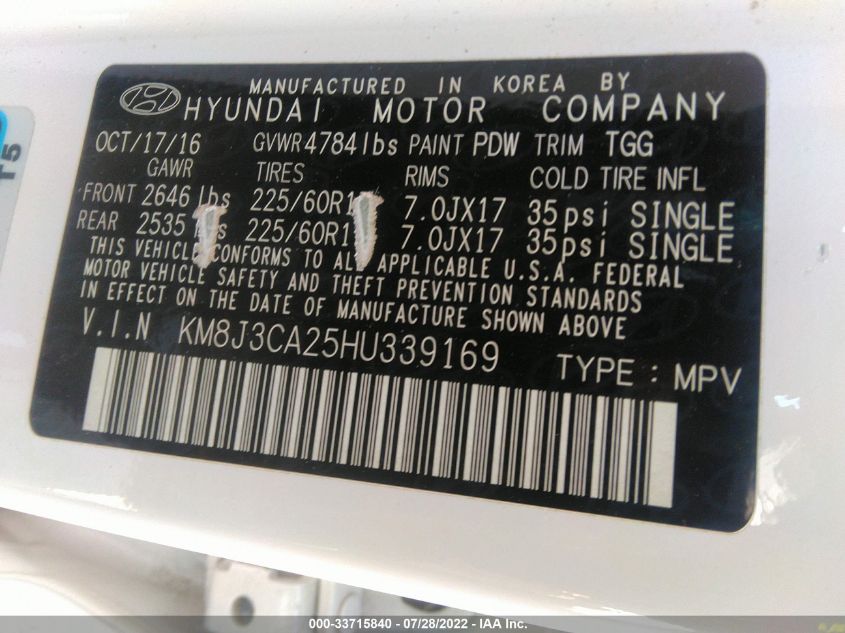 MANUFACTURED IN KOREA BY
HYUNDAI MOTOR COMPANY
OCT/17/16 GVWR 4784lbs PAINT PDW TRIM TGG
GAWR TIRES RIMS COLD TIRE INFL
FRONT 2646 lbs 225/60R1 7.0JX17 35psi SINGLE
REAR 2535 225/60R1 7.0JX17 35psi SINGLE
THIS VEHICLE CONFORMS TO ALL APPLICABLE U.S.A. FEDERAL
MOTOR VEHICLE SAFETY AND THEFT PREVENTION STANDARDS
IN EFFECT ON THE DATE OF MANUFACTURE SHOWN ABOVE
V.I.N KM8J3CA25HU339169
TYPE : MPV
T5
000-33715840 - 07/28/2022 - IAA Inc.